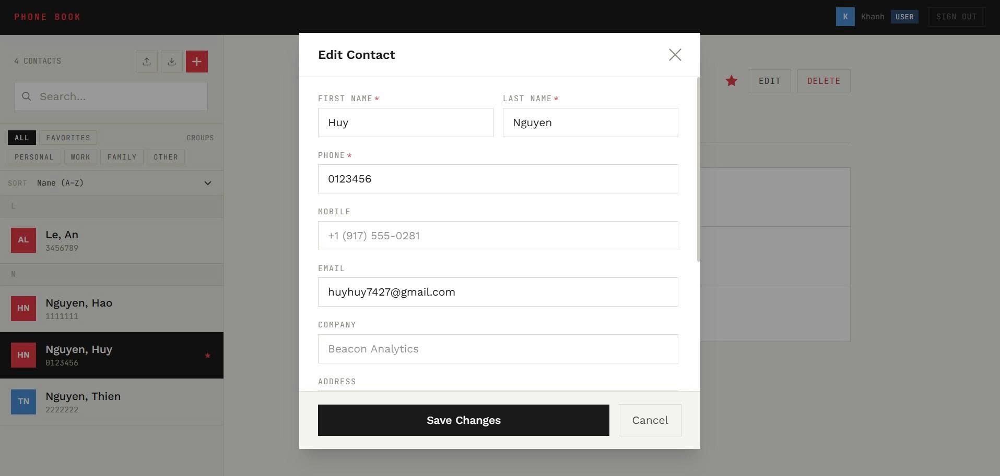 PHONE BOOK
K Khanh USER SIGN OUT
4 CONTACTS
Search...
ALL FAVORITES GROUPS
PERSONAL WORK FAMILY OTHER
SORT Name (A–Z)
L
AL Le, An
3456789
N
HN Nguyen, Hao
1111111
HN Nguyen, Huy
0123456
TN Nguyen, Thien
2222222
EDIT DELETE
Edit Contact
FIRST NAME* LAST NAME*
Huy Nguyen
PHONE*
0123456
MOBILE
+1 (917) 555-0281
EMAIL
huyhuy7427@gmail.com
COMPANY
Beacon Analytics
ADDRESS
Save Changes Cancel